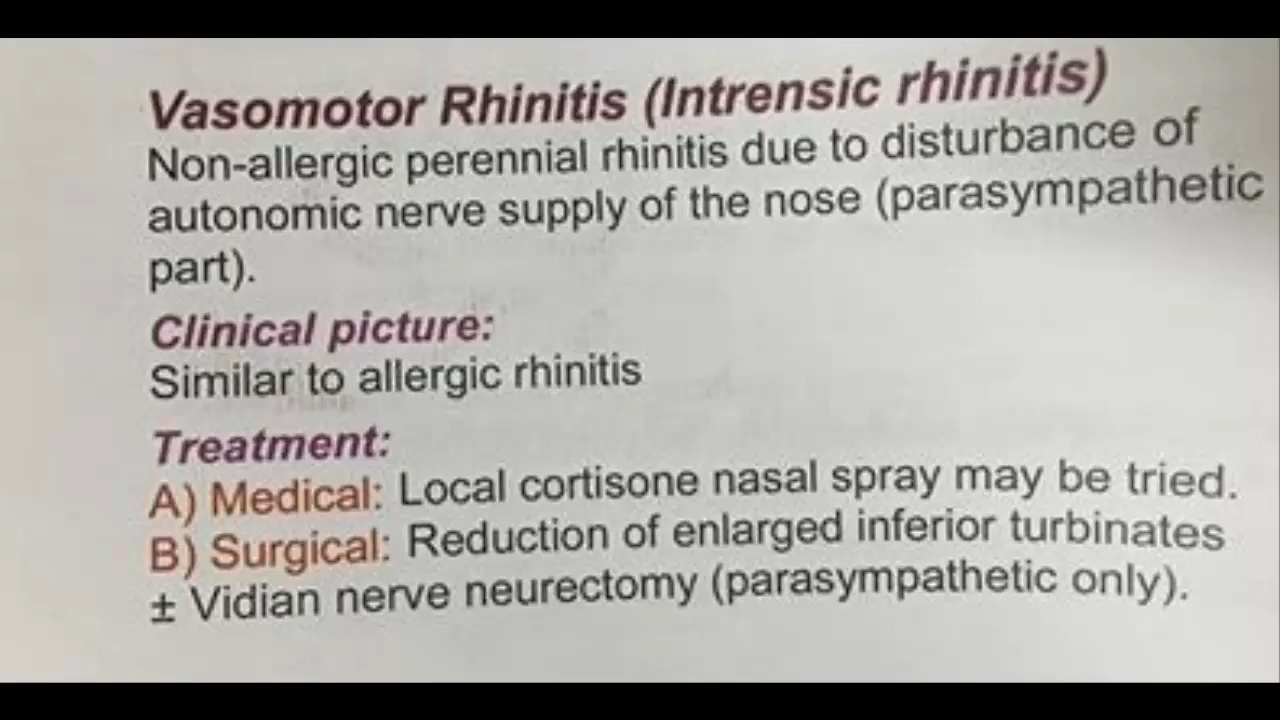 Vasomotor Rhinitis (Intrensic rhinitis)
Non-allergic perennial rhinitis due to disturbance of
autonomic nerve supply of the nose (parasympathetic
part).
Clinical picture:
Similar to allergic rhinitis
Treatment:
A) Medical: Local cortisone nasal spray may be tried.
B) Surgical: Reduction of enlarged inferior turbinates
± Vidian nerve neurectomy (parasympathetic only).